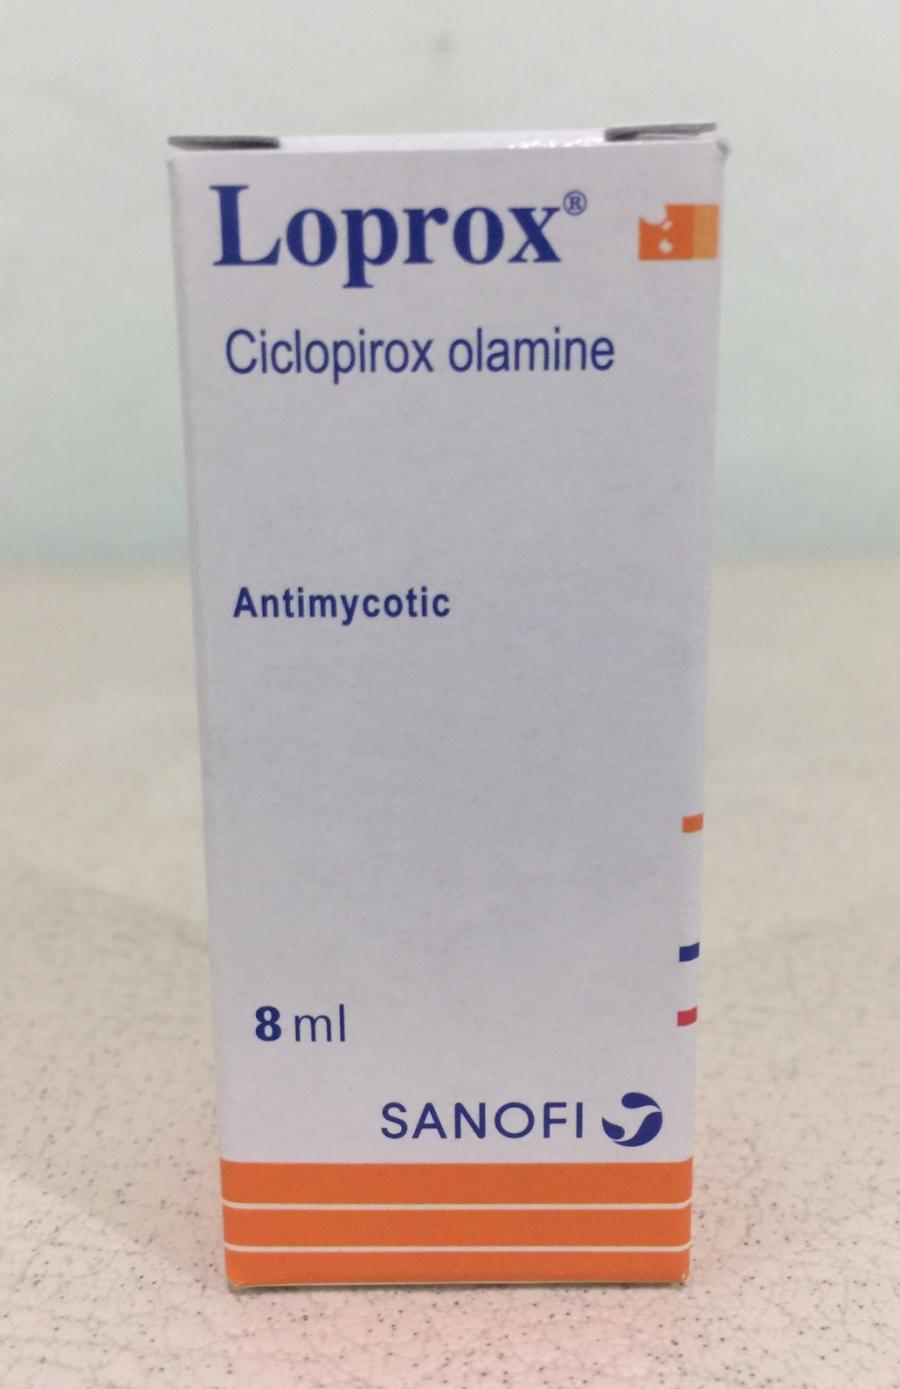 Loprox®
Ciclopirox olamine
Antimycotic
8 ml
SANOFI